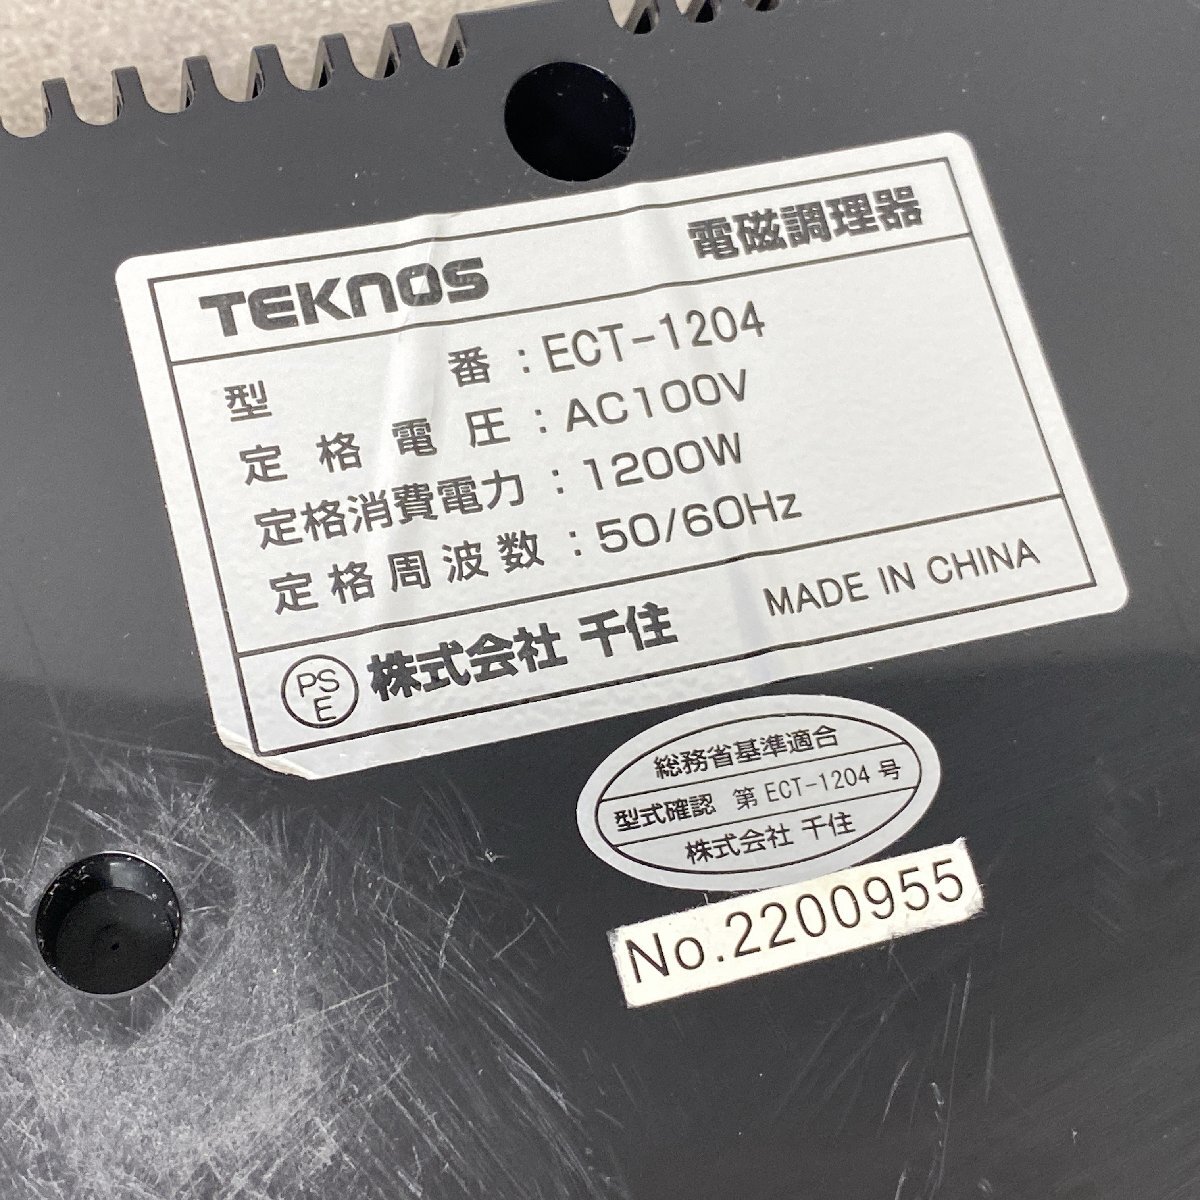 TEKNOS 電磁調理器
型番:ECT-1204
定格電圧:AC100V
定格消費電力:1200W
定格周波数:50/60Hz
PSE 株式会社 千住 MADE IN CHINA
総務省基準適合
型式確認 第 ECT-1204 号
株式会社 千住
No.2200955